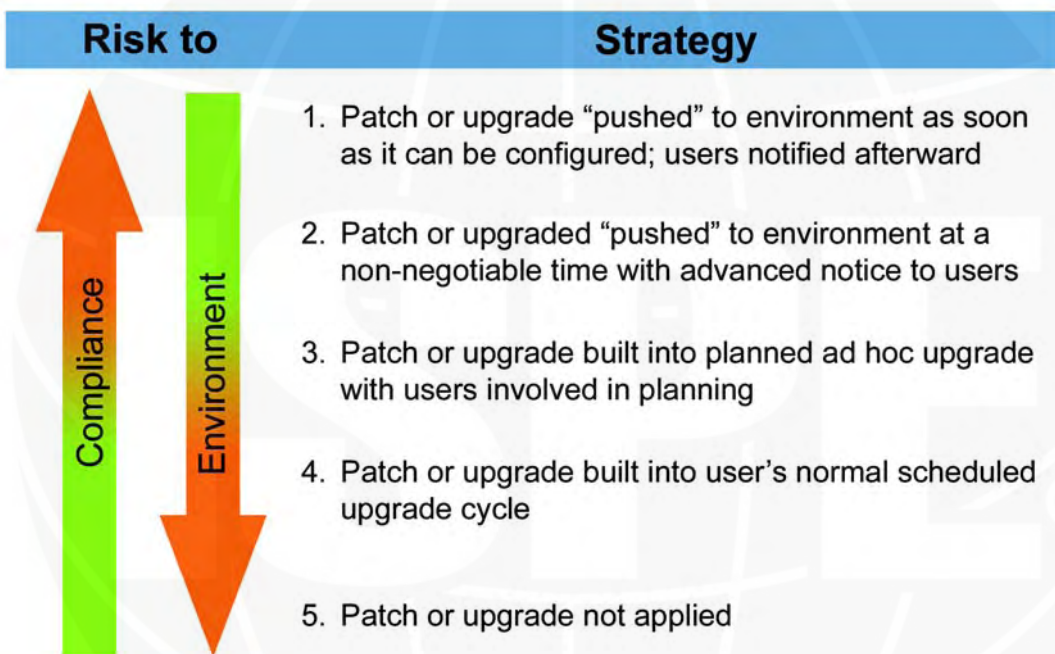 Risk to
Strategy
Compliance
Environment
1. Patch or upgrade “pushed” to environment as soon
as it can be configured; users notified afterward
2. Patch or upgraded “pushed” to environment at a
non-negotiable time with advanced notice to users
3. Patch or upgrade built into planned ad hoc upgrade
with users involved in planning
4. Patch or upgrade built into user’s normal scheduled
upgrade cycle
5. Patch or upgrade not applied
ISPE